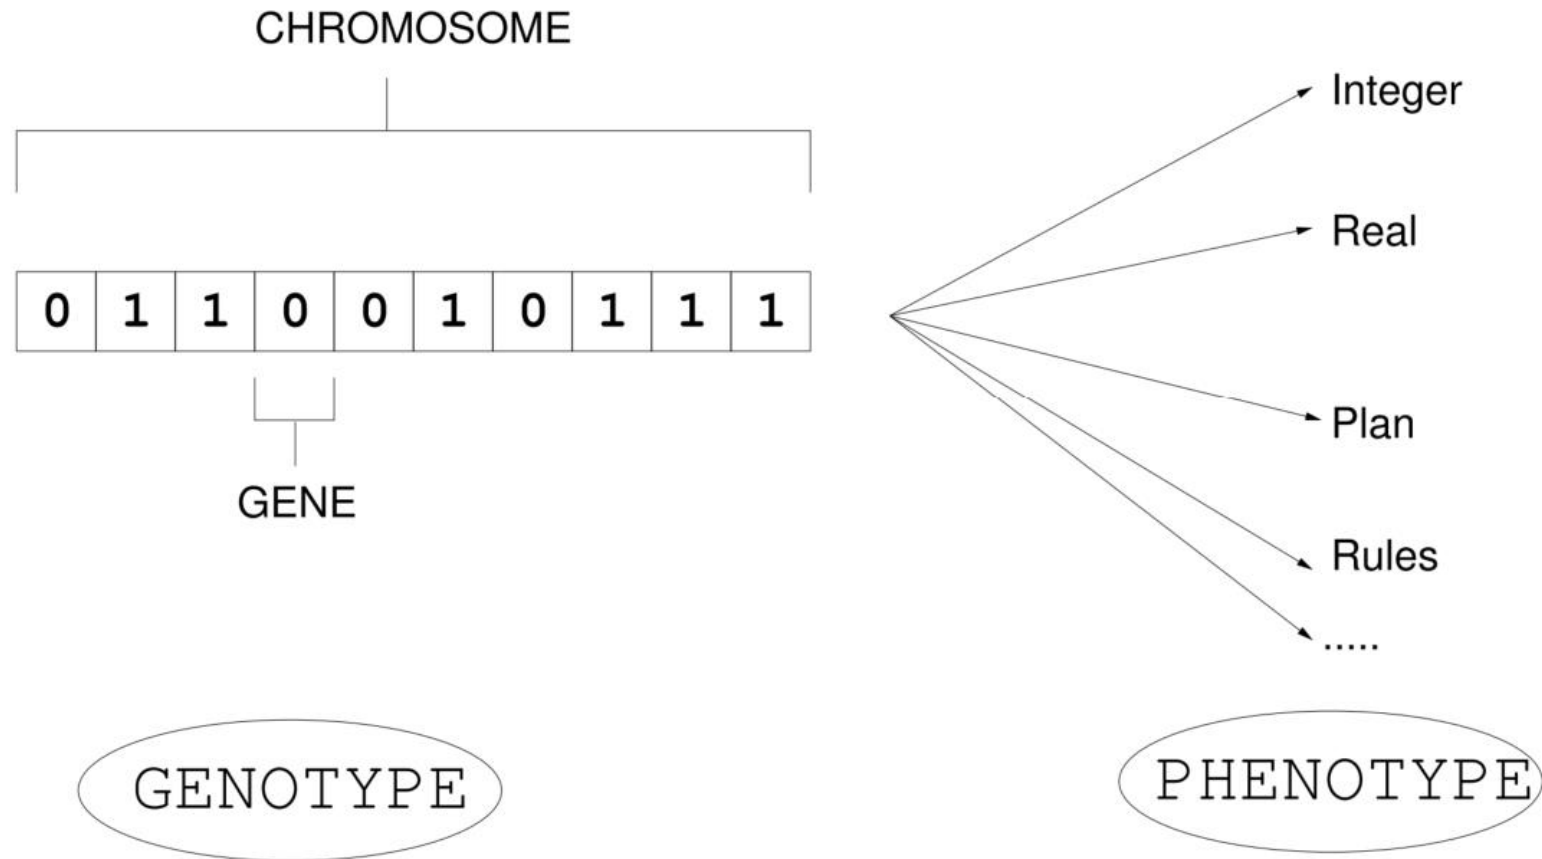 CHROMOSOME
Integer
Real
0 1 1 0 0 1 0 1 1 1
Plan
GENE
Rules
.....
GENOTYPE
PHENOTYPE